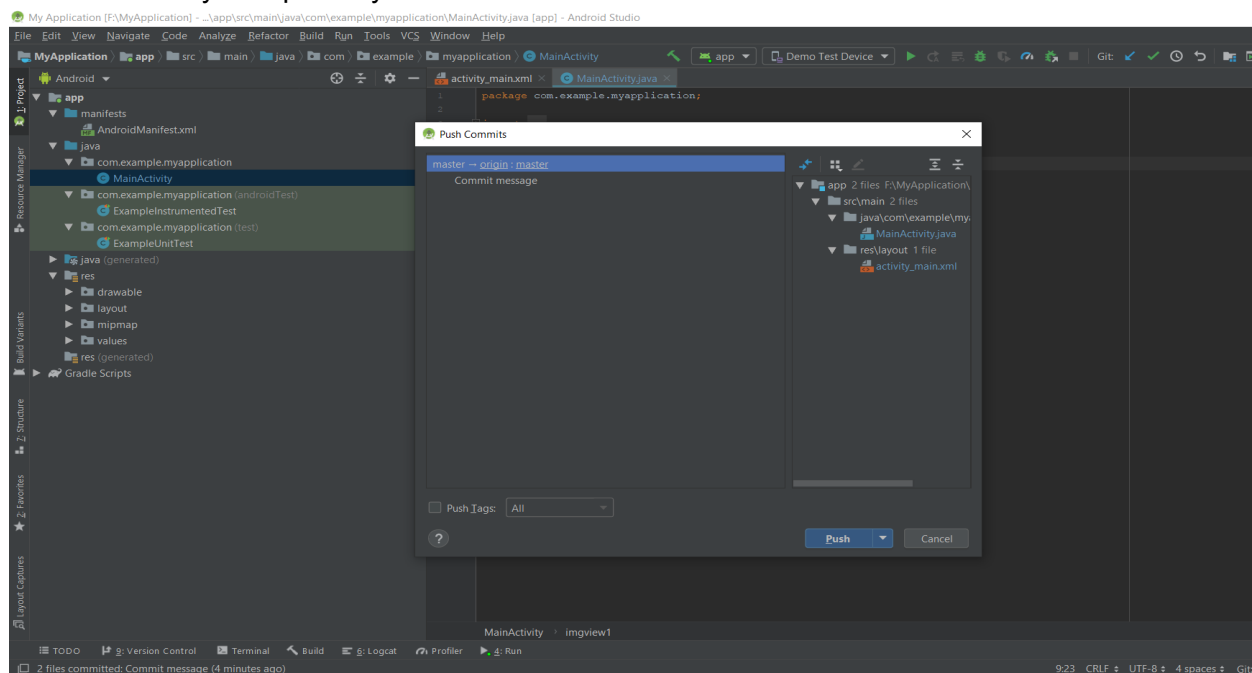 My Application [F:\MyApplication] - ...\app\src\main\java\com\example\myapplication\MainActivity.java [app] - Android Studio
File Edit View Navigate Code Analyze Refactor Build Run Tools VCS Window Help
MyApplication app src main java com example myapplication MainActivity app Demo Test Device Git:
1: Project
Resource Manager
Build Variants
7: Structure
2: Favorites
Layout Captures
Android
app
manifests
AndroidManifest.xml
java
com.example.myapplication
MainActivity
com.example.myapplication (androidTest)
ExampleInstrumentedTest
com.example.myapplication (test)
ExampleUnitTest
java (generated)
res
drawable
layout
mipmap
values
res (generated)
Gradle Scripts
activity_main.xml MainActivity.java
1 package com.example.myapplication;
2
Push Commits
master → origin : master
Commit message
app 2 files F:\MyApplication\
src\main 2 files
java\com\example\my
MainActivity.java
res\layout 1 file
activity_main.xml
Push Tags: All
? Push Cancel
MainActivity imgview1
TODO 9: Version Control Terminal Build 6: Logcat Profiler 4: Run
2 files committed: Commit message (4 minutes ago) 9:23 CRLF UTF-8 4 spaces Git: